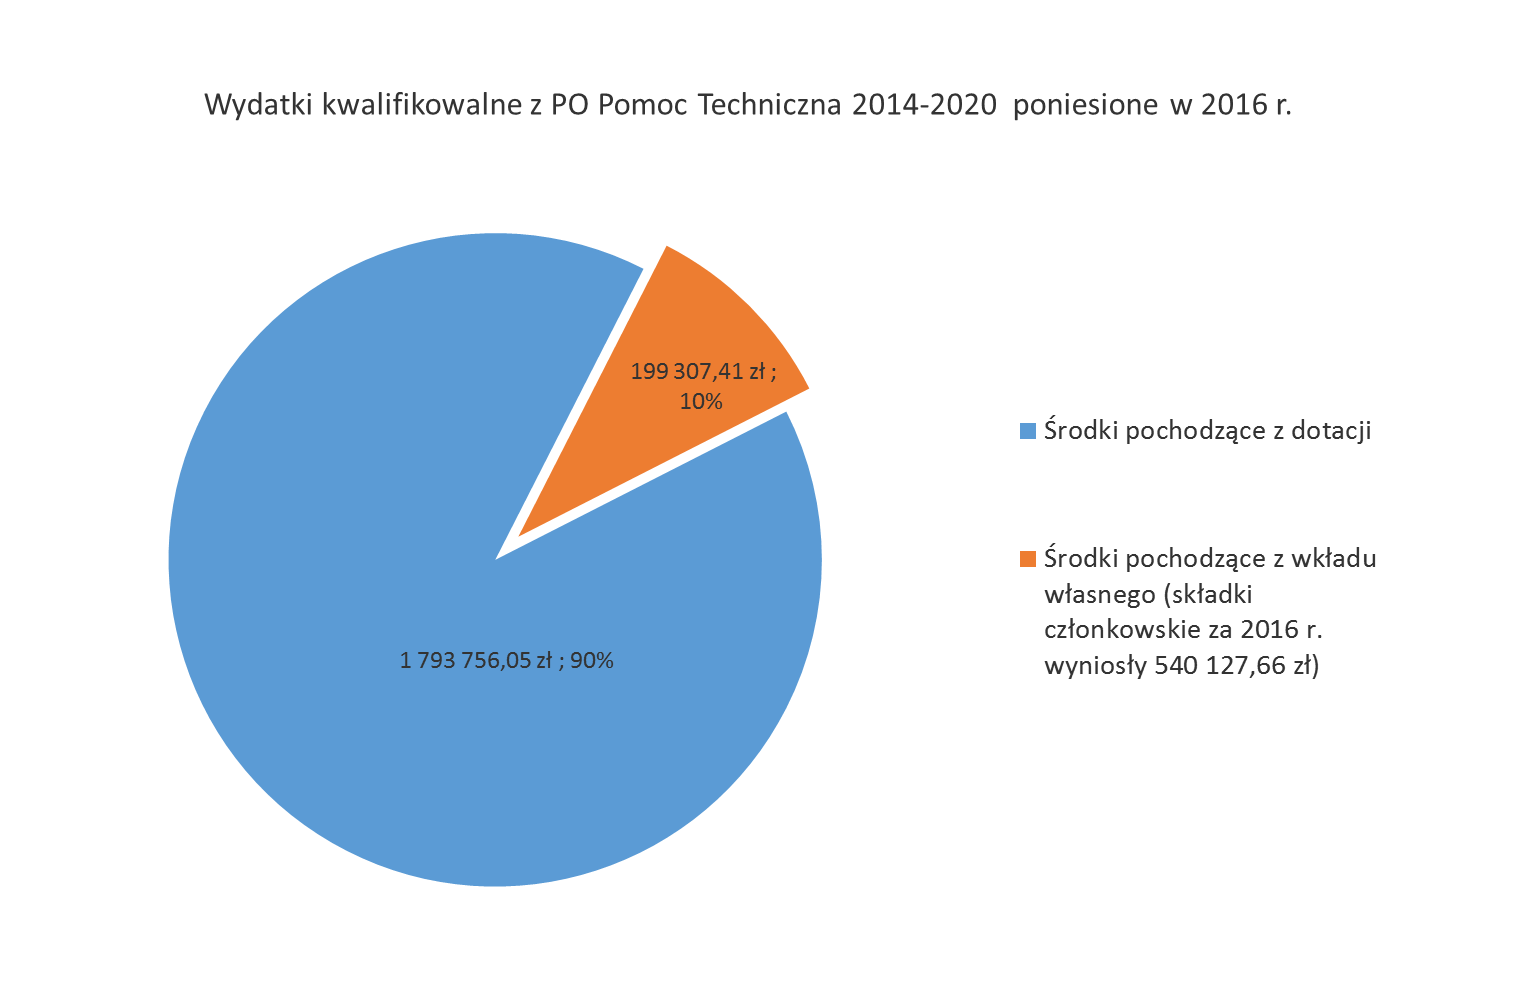 Wydatki kwalifikowalne z PO Pomoc Techniczna 2014-2020 poniesione w 2016 r.
199 307,41 zł ;
10%
1 793 756,05 zł ; 90%
Środki pochodzące z dotacji
Środki pochodzące z wkładu
własnego (składki
członkowskie za 2016 r.
wyniosły 540 127,66 zł)